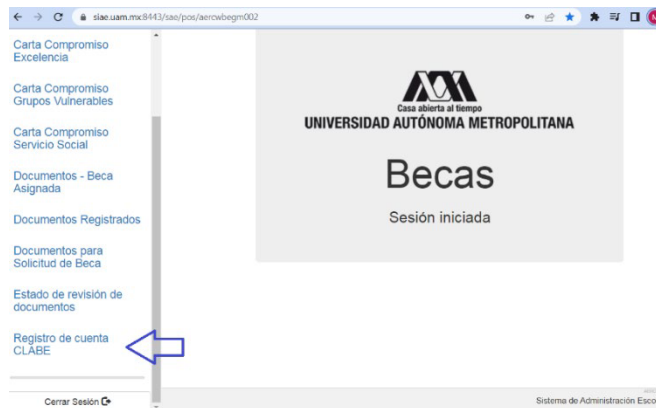 siae.uam.mx:8443/sae/pos/aercwbegm002
Carta Compromiso
Excelencia
Carta Compromiso
Grupos Vulnerables
Carta Compromiso
Servicio Social
Documentos - Beca
Asignada
Documentos Registrados
Documentos para
Solicitud de Beca
Estado de revisión de
documentos
Registro de cuenta
CLABE
Cerrar Sesión
Casa abierta al tiempo
UNIVERSIDAD AUTÓNOMA METROPOLITANA
Becas
Sesión iniciada
Sistema de Administración Esco